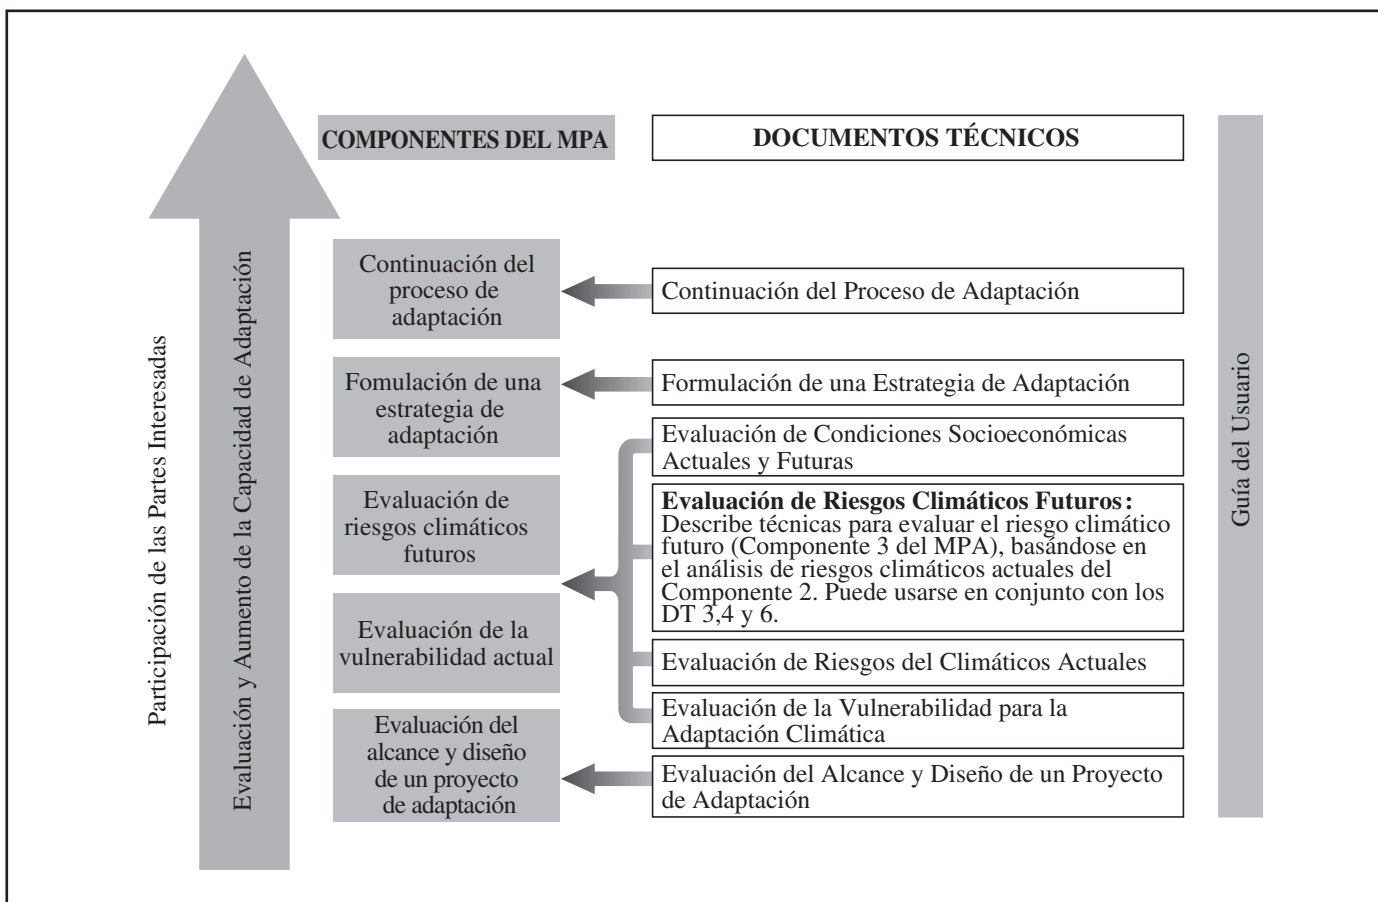 COMPONENTES DEL MPA
DOCUMENTOS TÉCNICOS
Participación de las Partes Interesadas
Evaluación y Aumento de la Capacidad de Adaptación
Continuación del
proceso de
adaptación
Continuación del Proceso de Adaptación
Fomulación de una
estrategia de
adaptación
Formulación de una Estrategia de Adaptación
Evaluación de
riesgos climáticos
futuros
Evaluación de la
vulnerabilidad actual
Evaluación de Condiciones Socioeconómicas
Actuales y Futuras
Evaluación de Riesgos Climáticos Futuros:
Describe técnicas para evaluar el riesgo climático
futuro (Componente 3 del MPA), basándose en
el análisis de riesgos climáticos actuales del
Componente 2. Puede usarse en conjunto con los
DT 3,4 y 6.
Evaluación de Riesgos del Climáticos Actuales
Evaluación de la Vulnerabilidad para la
Adaptación Climática
Evaluación del
alcance y diseño
de un proyecto
de adaptación
Evaluación del Alcance y Diseño de un Proyecto
de Adaptación
Guía del Usuario